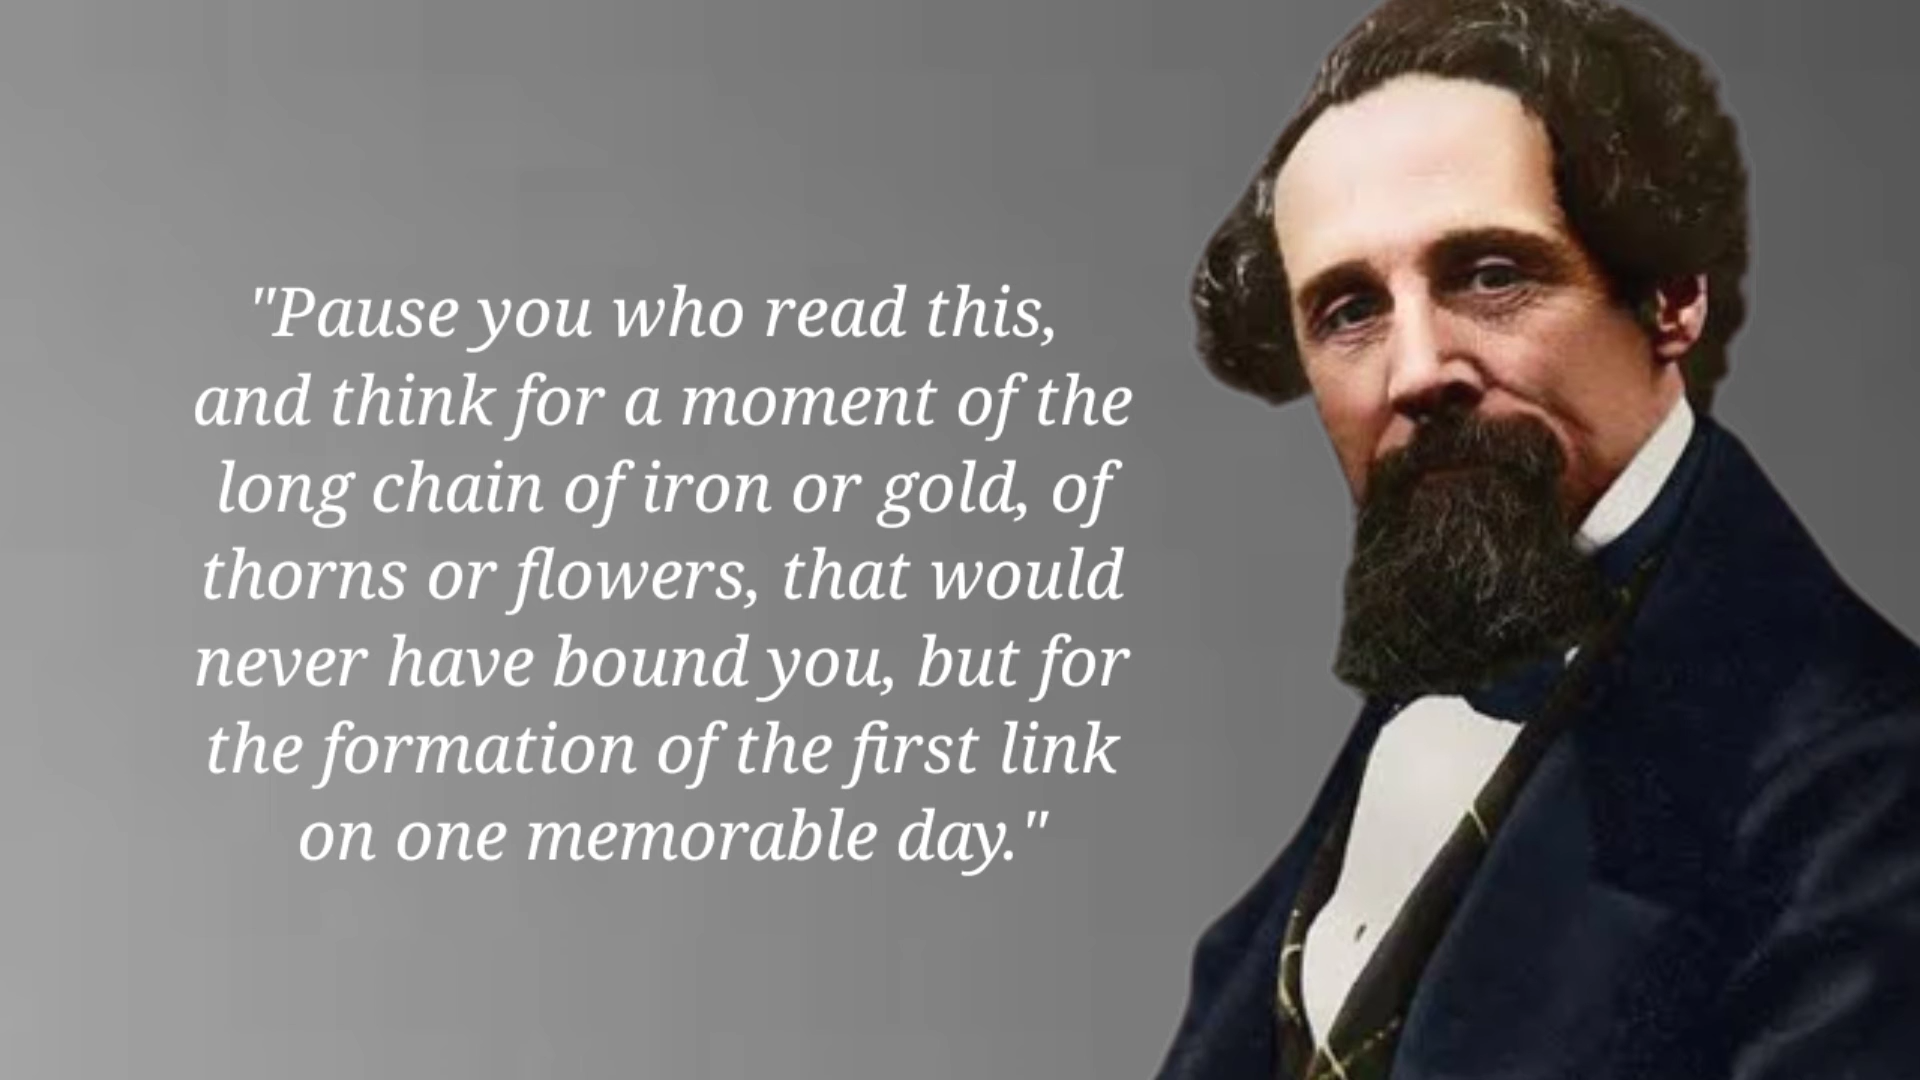 "Pause you who read this,
and think for a moment of the
long chain of iron or gold, of
thorns or flowers, that would
never have bound you, but for
the formation of the first link
on one memorable day."